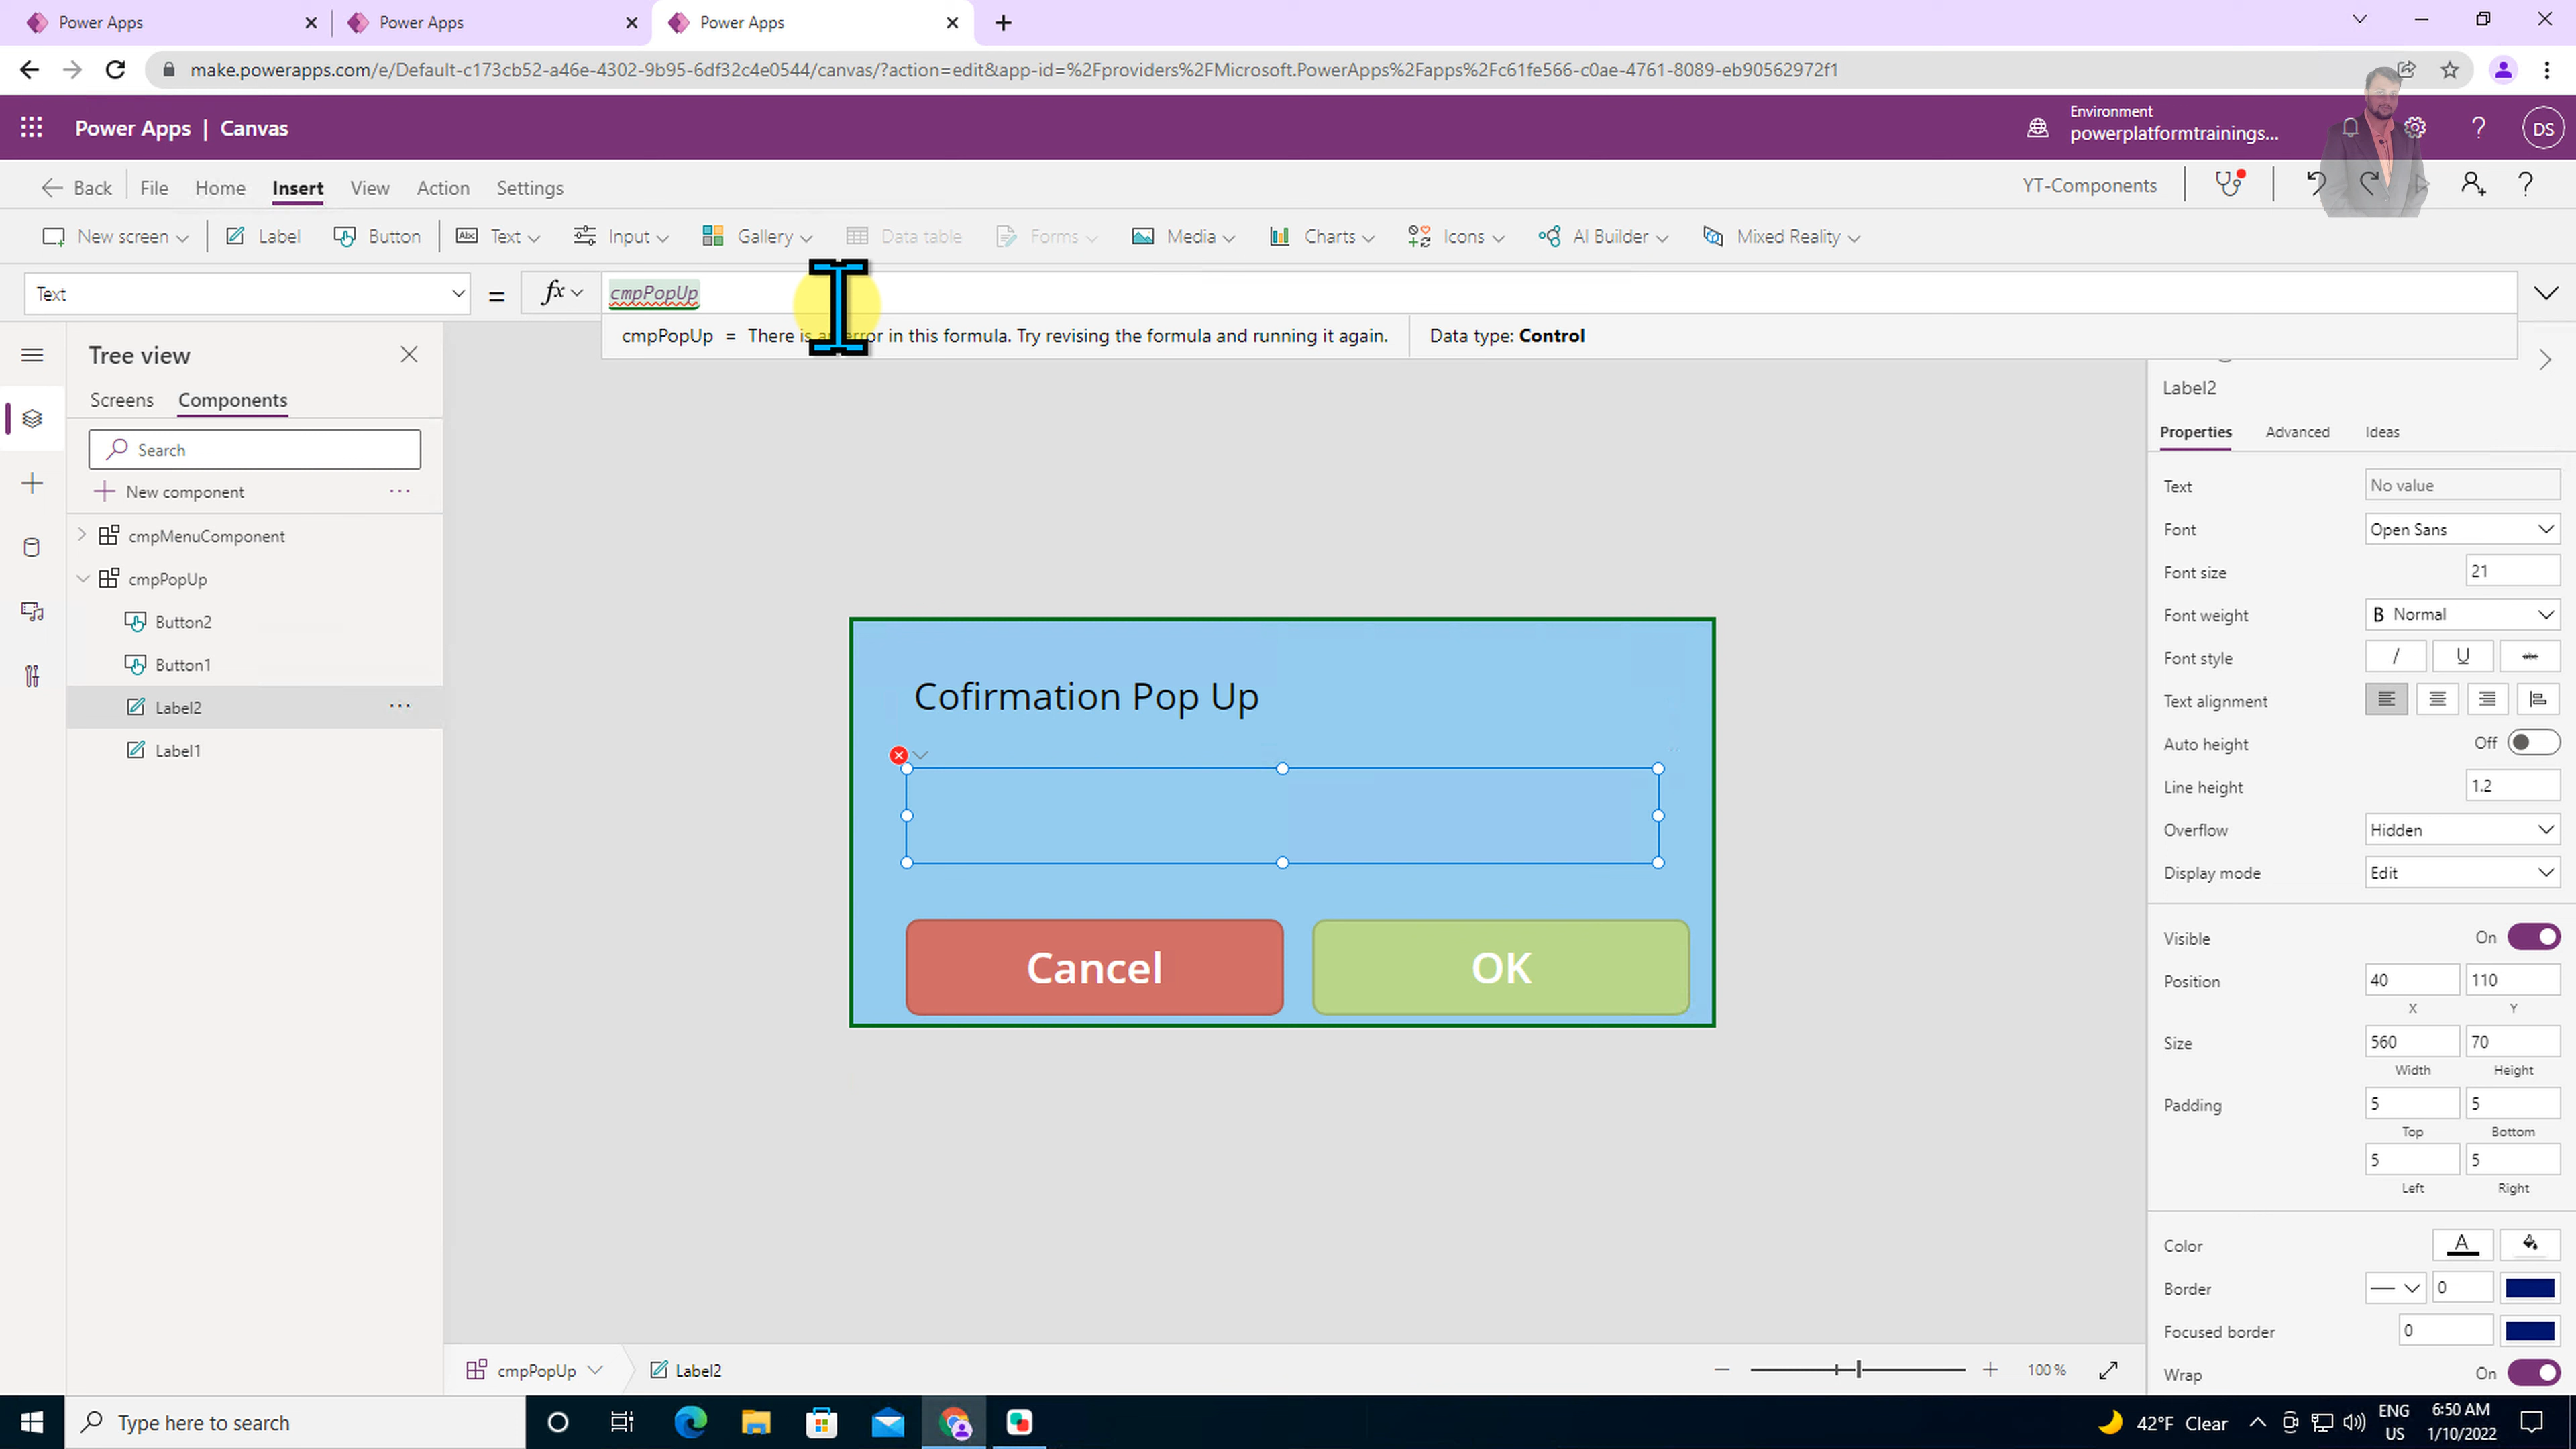 Power Apps
Power Apps
Power Apps
make.powerapps.com/e/Default-c173cb52-a46e-4302-9b95-6df32c4e0544/canvas/?action=edit&app-id=%2Fproviders%2FMicrosoft.PowerApps%2Fapps%2Fc61fe566-c0ae-4761-8089-eb90562972f1
Power Apps | Canvas
Environment
powerplatformtrainings...
DS
Back File Home Insert View Action Settings
YT-Components
New screen Label Button Text Input Gallery Data table Forms Media Charts Icons AI Builder Mixed Reality
Text = fx cmpPopUp
cmpPopUp = There is an error in this formula. Try revising the formula and running it again. Data type: Control
Tree view
Screens Components
Search
New component ...
cmpMenuComponent
cmpPopUp
Button2
Button1
Label2 ...
Label1
Cofirmation Pop Up
Cancel OK
Label2
Properties Advanced Ideas
Text No value
Font Open Sans
Font size 21
Font weight B Normal
Font style / U abc
Text alignment
Auto height Off
Line height 1.2
Overflow Hidden
Display mode Edit
Visible On
Position 40 110
X Y
Size 560 70
Width Height
Padding 5 5
Top Bottom
5 5
Left Right
Color A
Border 0
Focused border 0
Wrap On
cmpPopUp Label2
100 %
Type here to search
42°F Clear
ENG
US
6:50 AM
1/10/2022